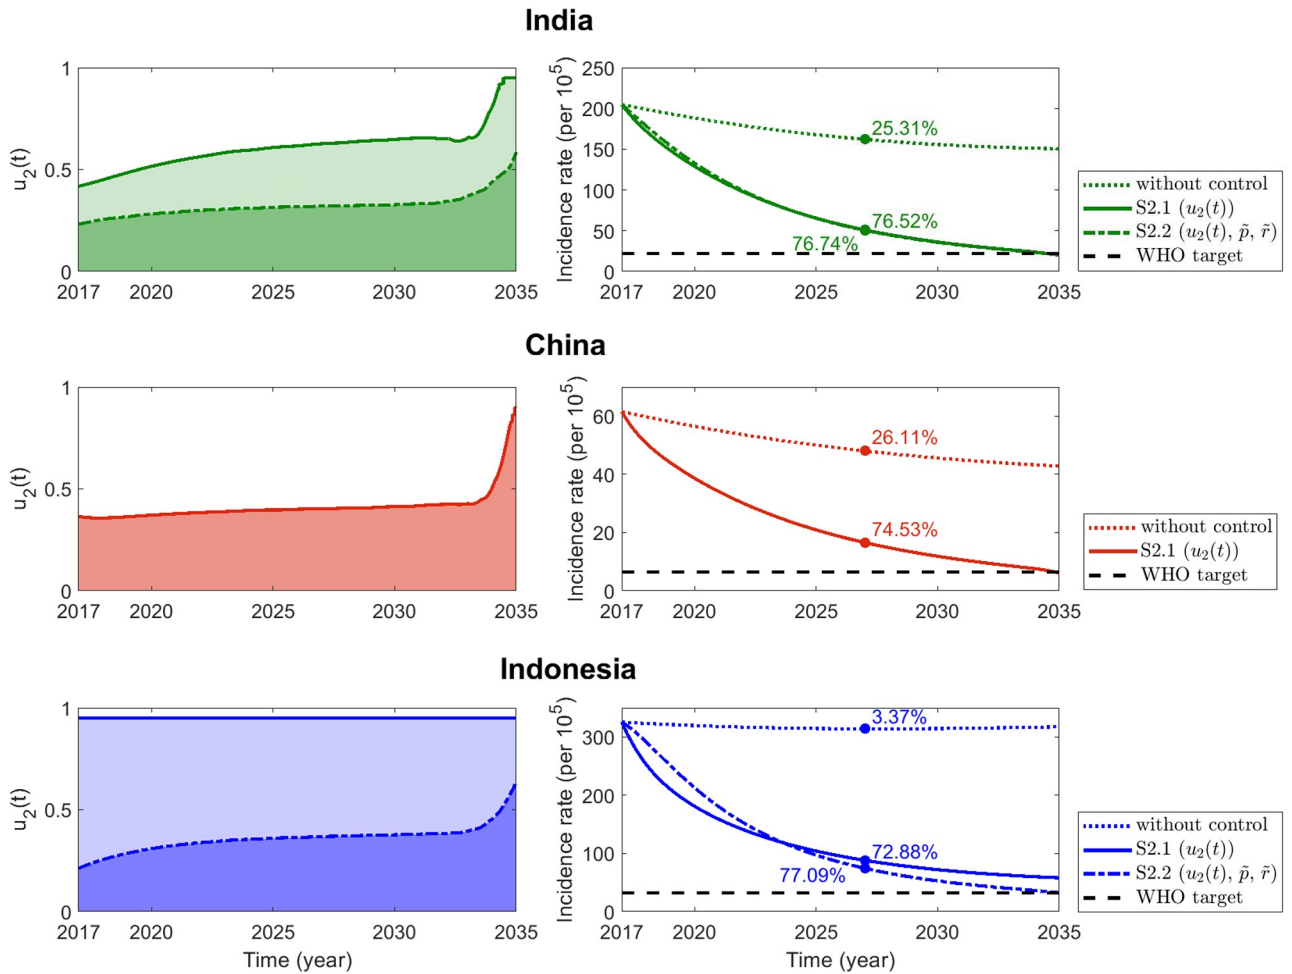 India
u2(t)
1
0.5
0
2017 2020 2025 2030 2035
Incidence rate (per 10^5)
250
200
150
100
50
0
25.31%
76.52%
76.74%
2017 2020 2025 2030 2035
without control
S2.1 (u2(t))
S2.2 (u2(t), p̃, r̃)
WHO target
China
u2(t)
1
0.5
0
2017 2020 2025 2030 2035
Incidence rate (per 10^5)
60
40
20
0
26.11%
74.53%
2017 2020 2025 2030 2035
without control
S2.1 (u2(t))
WHO target
Indonesia
u2(t)
1
0.5
0
2017 2020 2025 2030 2035
Time (year)
Incidence rate (per 10^5)
300
200
100
0
3.37%
72.88%
77.09%
2017 2020 2025 2030 2035
Time (year)
without control
S2.1 (u2(t))
S2.2 (u2(t), p̃, r̃)
WHO target